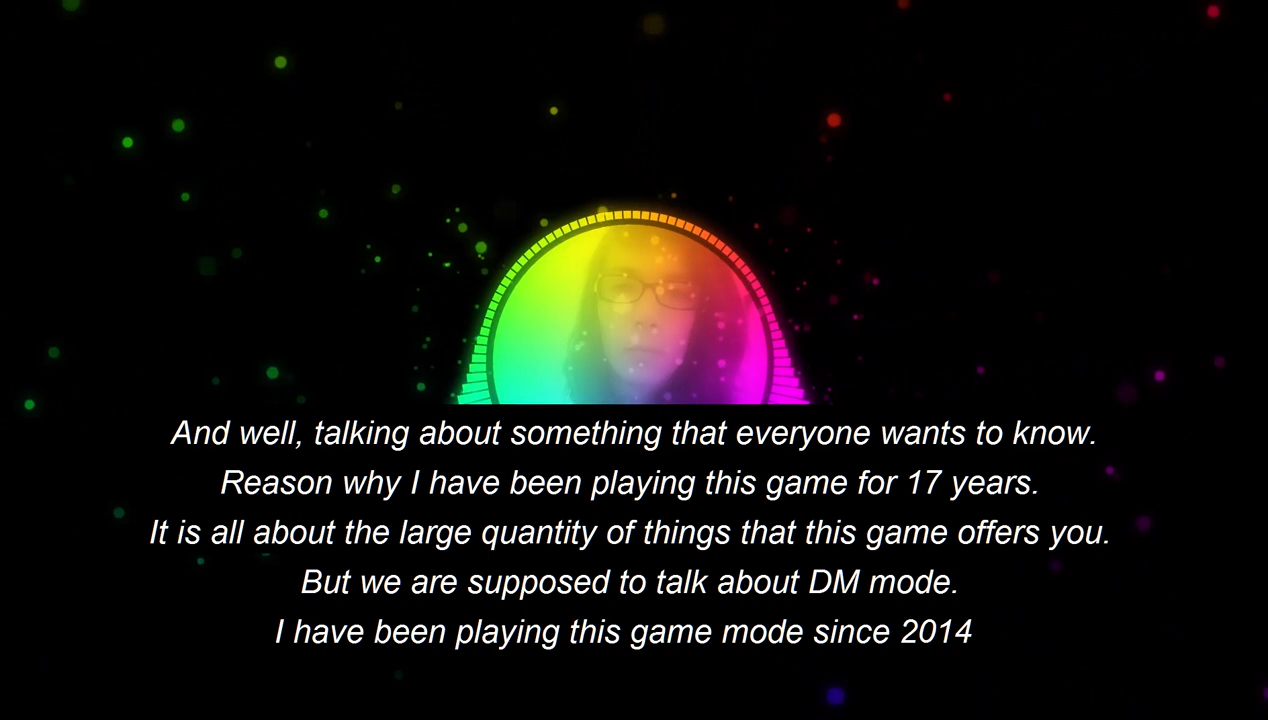 And well, talking about something that everyone wants to know.
Reason why I have been playing this game for 17 years.
It is all about the large quantity of things that this game offers you.
But we are supposed to talk about DM mode.
I have been playing this game mode since 2014